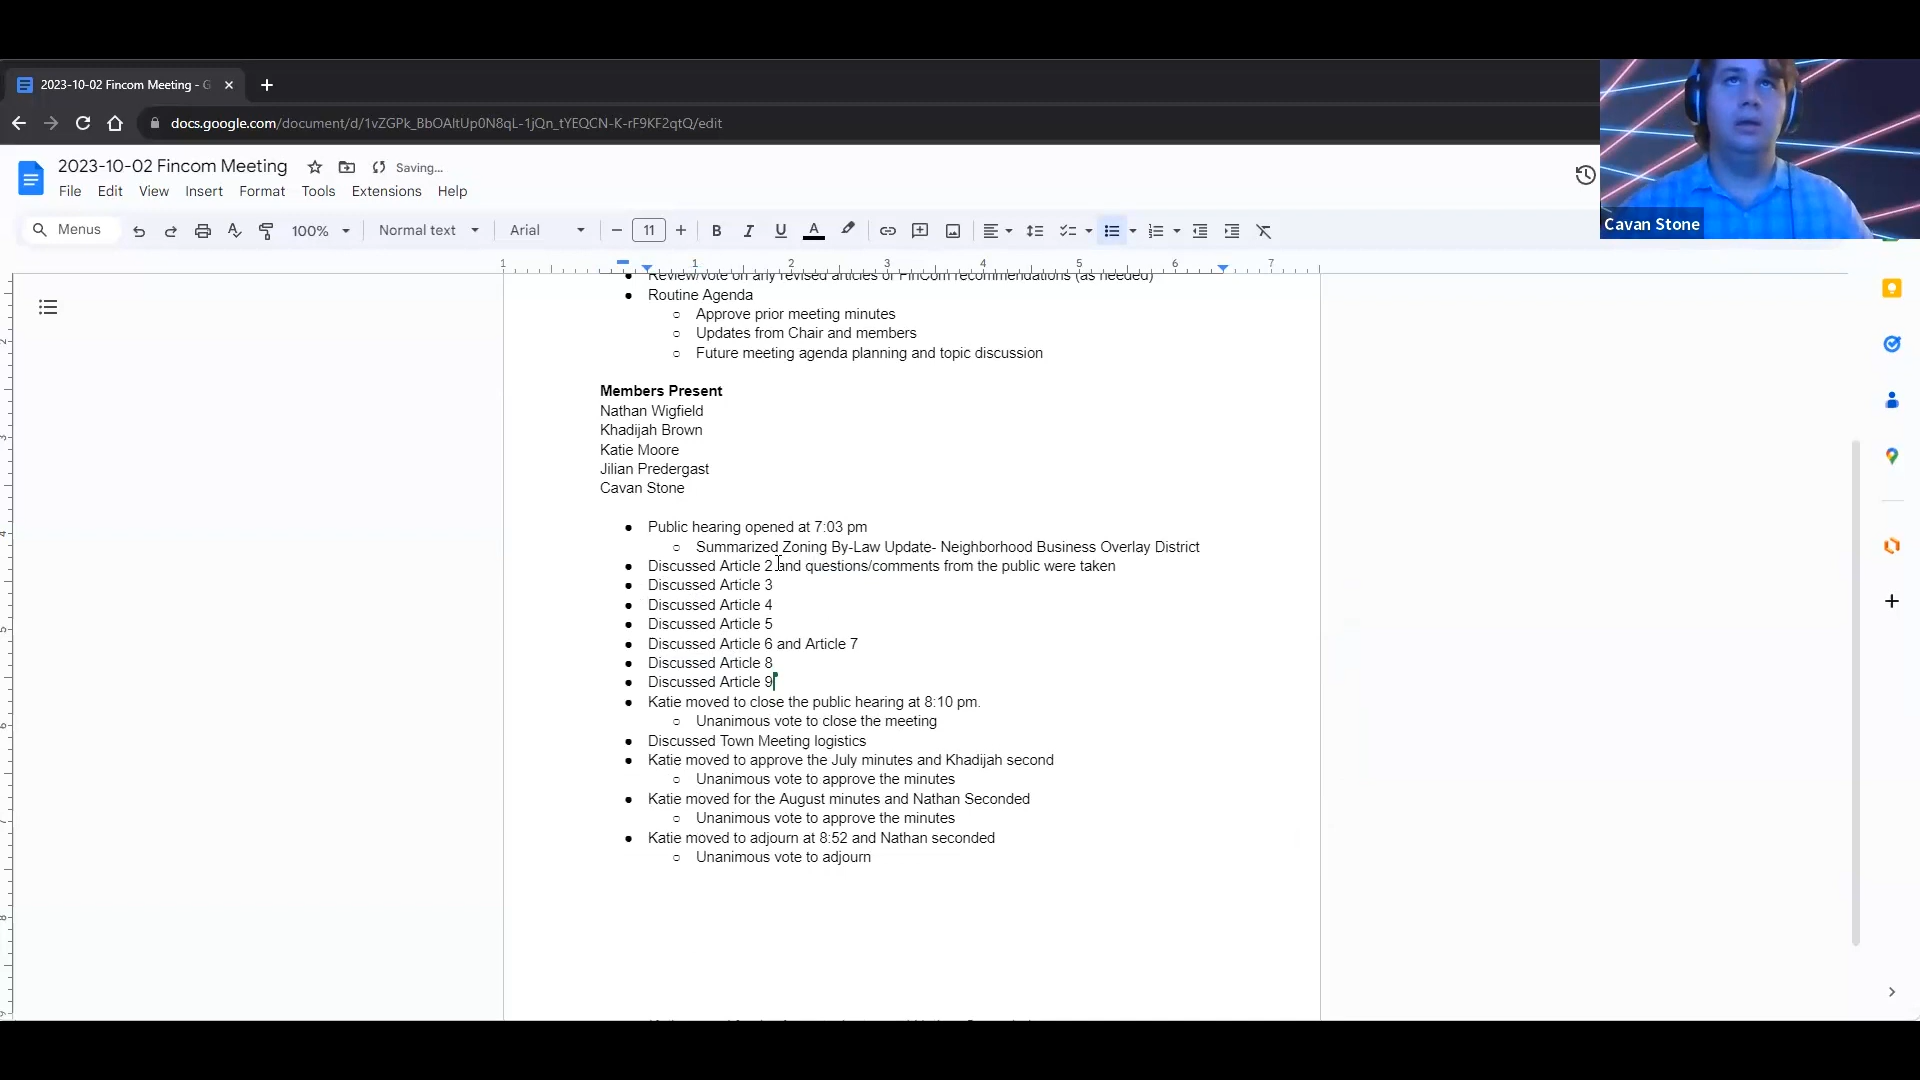 2023-10-02 Fincom Meeting - G
docs.google.com/document/d/1vZGPk_BbOAltUp0N8qL-1jQn_tYEQCN-K-rF9KF2qtQ/edit
2023-10-02 Fincom Meeting
Saving...
File Edit View Insert Format Tools Extensions Help
Menus 100% Normal text Arial 11 B I U A
1 1 2 3 4 5 6 7
Review/vote on any revised articles or FinCom recommendations (as needed)
● Routine Agenda
○ Approve prior meeting minutes
○ Updates from Chair and members
○ Future meeting agenda planning and topic discussion
Members Present
Nathan Wigfield
Khadijah Brown
Katie Moore
Jilian Predergast
Cavan Stone
● Public hearing opened at 7:03 pm
○ Summarized Zoning By-Law Update- Neighborhood Business Overlay District
● Discussed Article 2 and questions/comments from the public were taken
● Discussed Article 3
● Discussed Article 4
● Discussed Article 5
● Discussed Article 6 and Article 7
● Discussed Article 8
● Discussed Article 9
● Katie moved to close the public hearing at 8:10 pm.
○ Unanimous vote to close the meeting
● Discussed Town Meeting logistics
● Katie moved to approve the July minutes and Khadijah second
○ Unanimous vote to approve the minutes
● Katie moved for the August minutes and Nathan Seconded
○ Unanimous vote to approve the minutes
● Katie moved to adjourn at 8:52 and Nathan seconded
○ Unanimous vote to adjourn
Cavan Stone